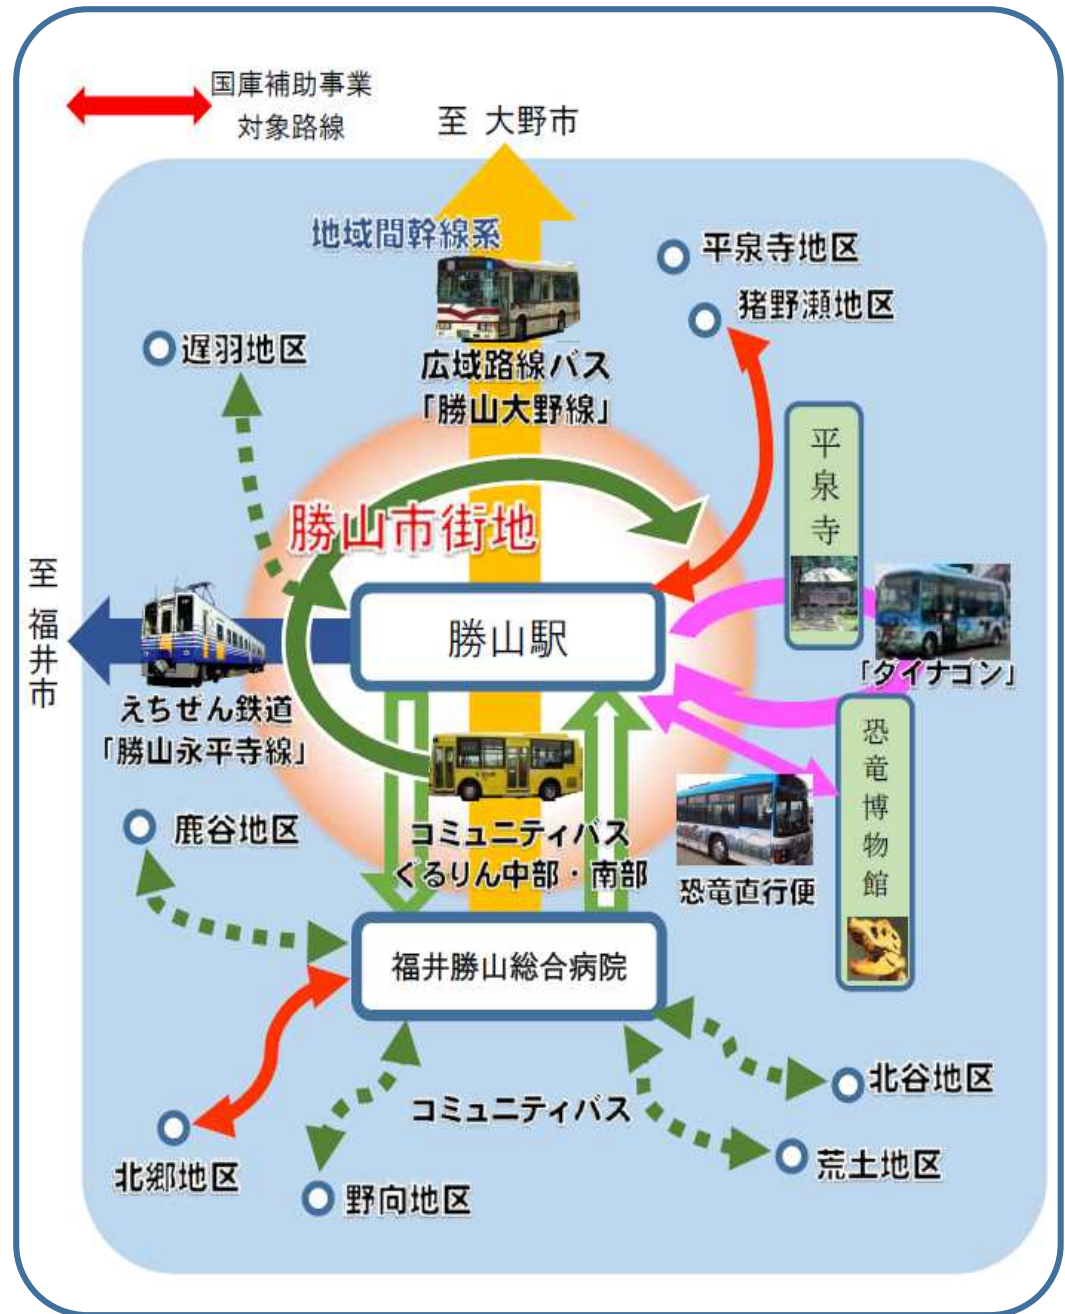 国庫補助事業
対象路線
至 大野市
地域間幹線系
平泉寺地区
猪野瀬地区
遅羽地区
広域路線バス
「勝山大野線」
平泉寺
勝山市街地
至 福井市
勝山駅
「ダイナゴン」
えちぜん鉄道
「勝山永平寺線」
恐竜博物館
鹿谷地区
コミュニティバス
ぐるりん中部・南部
恐竜直行便
福井勝山総合病院
北谷地区
コミュニティバス
荒土地区
北郷地区
野向地区